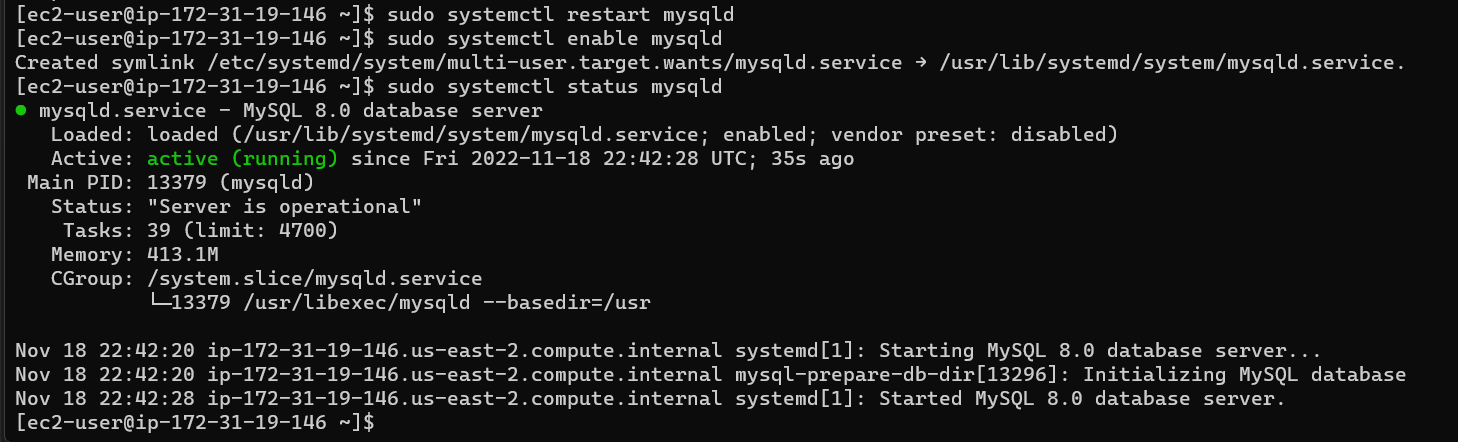 [ec2-user@ip-172-31-19-146 ~]$ sudo systemctl restart mysqld
[ec2-user@ip-172-31-19-146 ~]$ sudo systemctl enable mysqld
Created symlink /etc/systemd/system/multi-user.target.wants/mysqld.service → /usr/lib/systemd/system/mysqld.service.
[ec2-user@ip-172-31-19-146 ~]$ sudo systemctl status mysqld
● mysqld.service - MySQL 8.0 database server
   Loaded: loaded (/usr/lib/systemd/system/mysqld.service; enabled; vendor preset: disabled)
   Active: active (running) since Fri 2022-11-18 22:42:28 UTC; 35s ago
 Main PID: 13379 (mysqld)
   Status: "Server is operational"
    Tasks: 39 (limit: 4700)
   Memory: 413.1M
   CGroup: /system.slice/mysqld.service
           └─13379 /usr/libexec/mysqld --basedir=/usr

Nov 18 22:42:20 ip-172-31-19-146.us-east-2.compute.internal systemd[1]: Starting MySQL 8.0 database server...
Nov 18 22:42:20 ip-172-31-19-146.us-east-2.compute.internal mysql-prepare-db-dir[13296]: Initializing MySQL database
Nov 18 22:42:28 ip-172-31-19-146.us-east-2.compute.internal systemd[1]: Started MySQL 8.0 database server.
[ec2-user@ip-172-31-19-146 ~]$